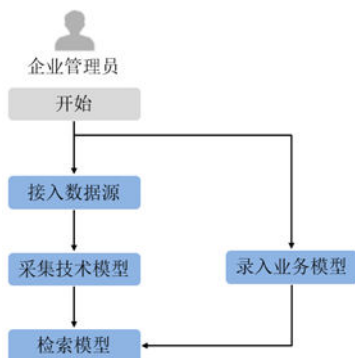 企业管理员
开始
接入数据源
采集技术模型
录入业务模型
检索模型